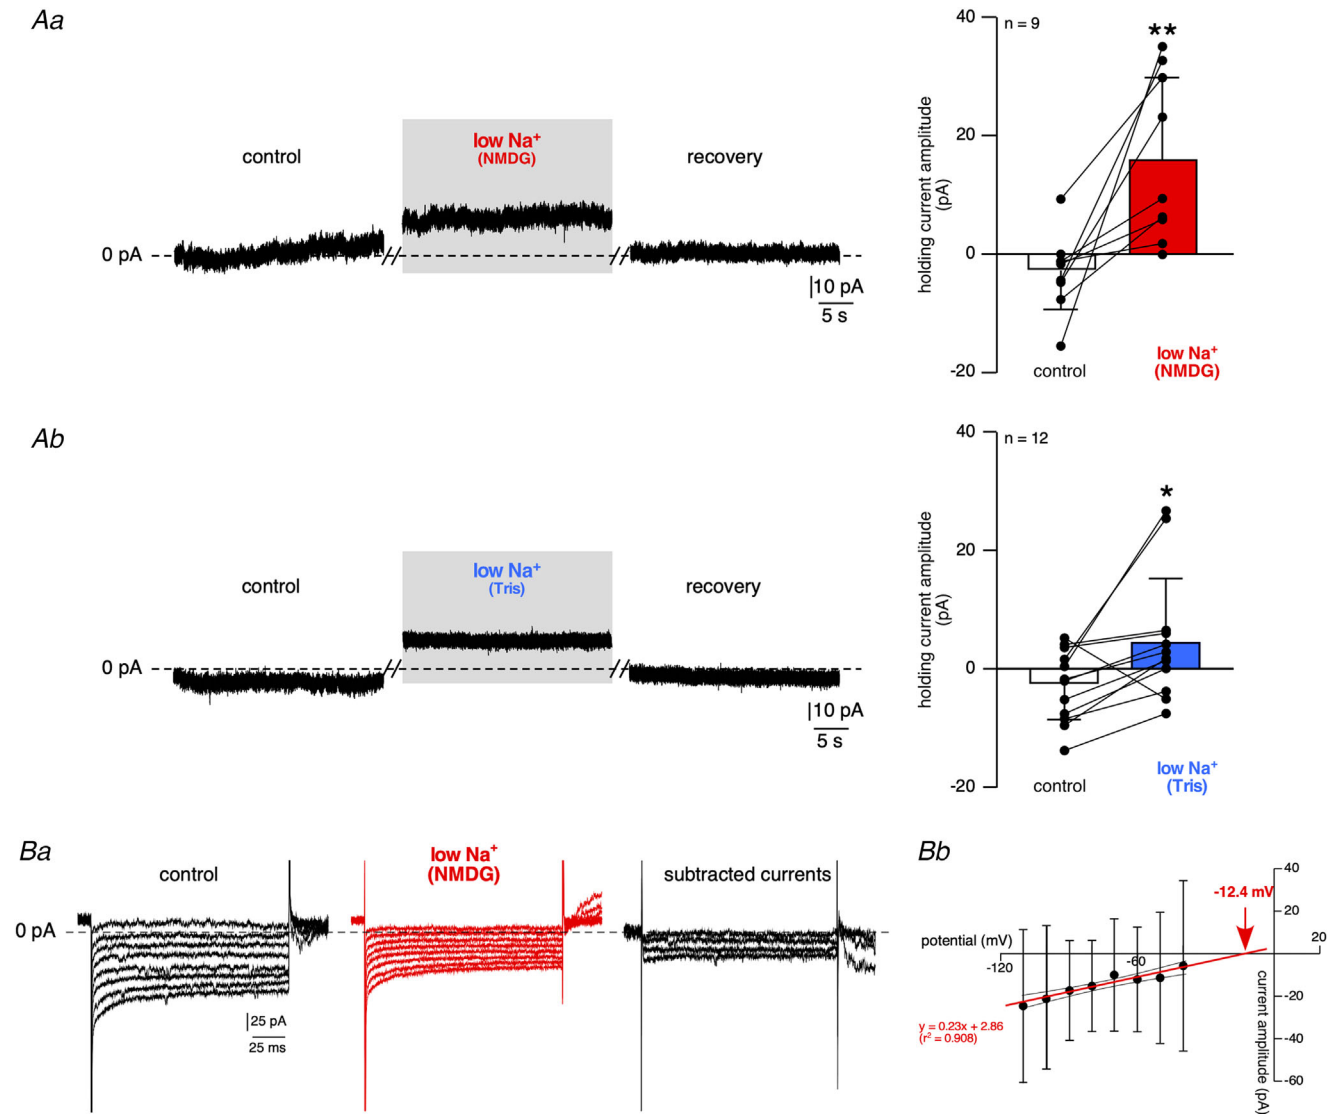 Aa
control
low Na⁺
(NMDG)
recovery
0 pA
10 pA
5 s
40
20
0
-20
n = 9
**
holding current amplitude
(pA)
control
low Na⁺
(NMDG)
Ab
control
low Na⁺
(Tris)
recovery
0 pA
10 pA
5 s
40
20
0
-20
n = 12
*
holding current amplitude
(pA)
control
low Na⁺
(Tris)
Ba
control
low Na⁺
(NMDG)
subtracted currents
0 pA
25 pA
25 ms
Bb
-12.4 mV
potential (mV)
-120
-60
20
40
20
-20
-40
-60
current amplitude (pA)
y = 0.23x + 2.86
(r² = 0.908)